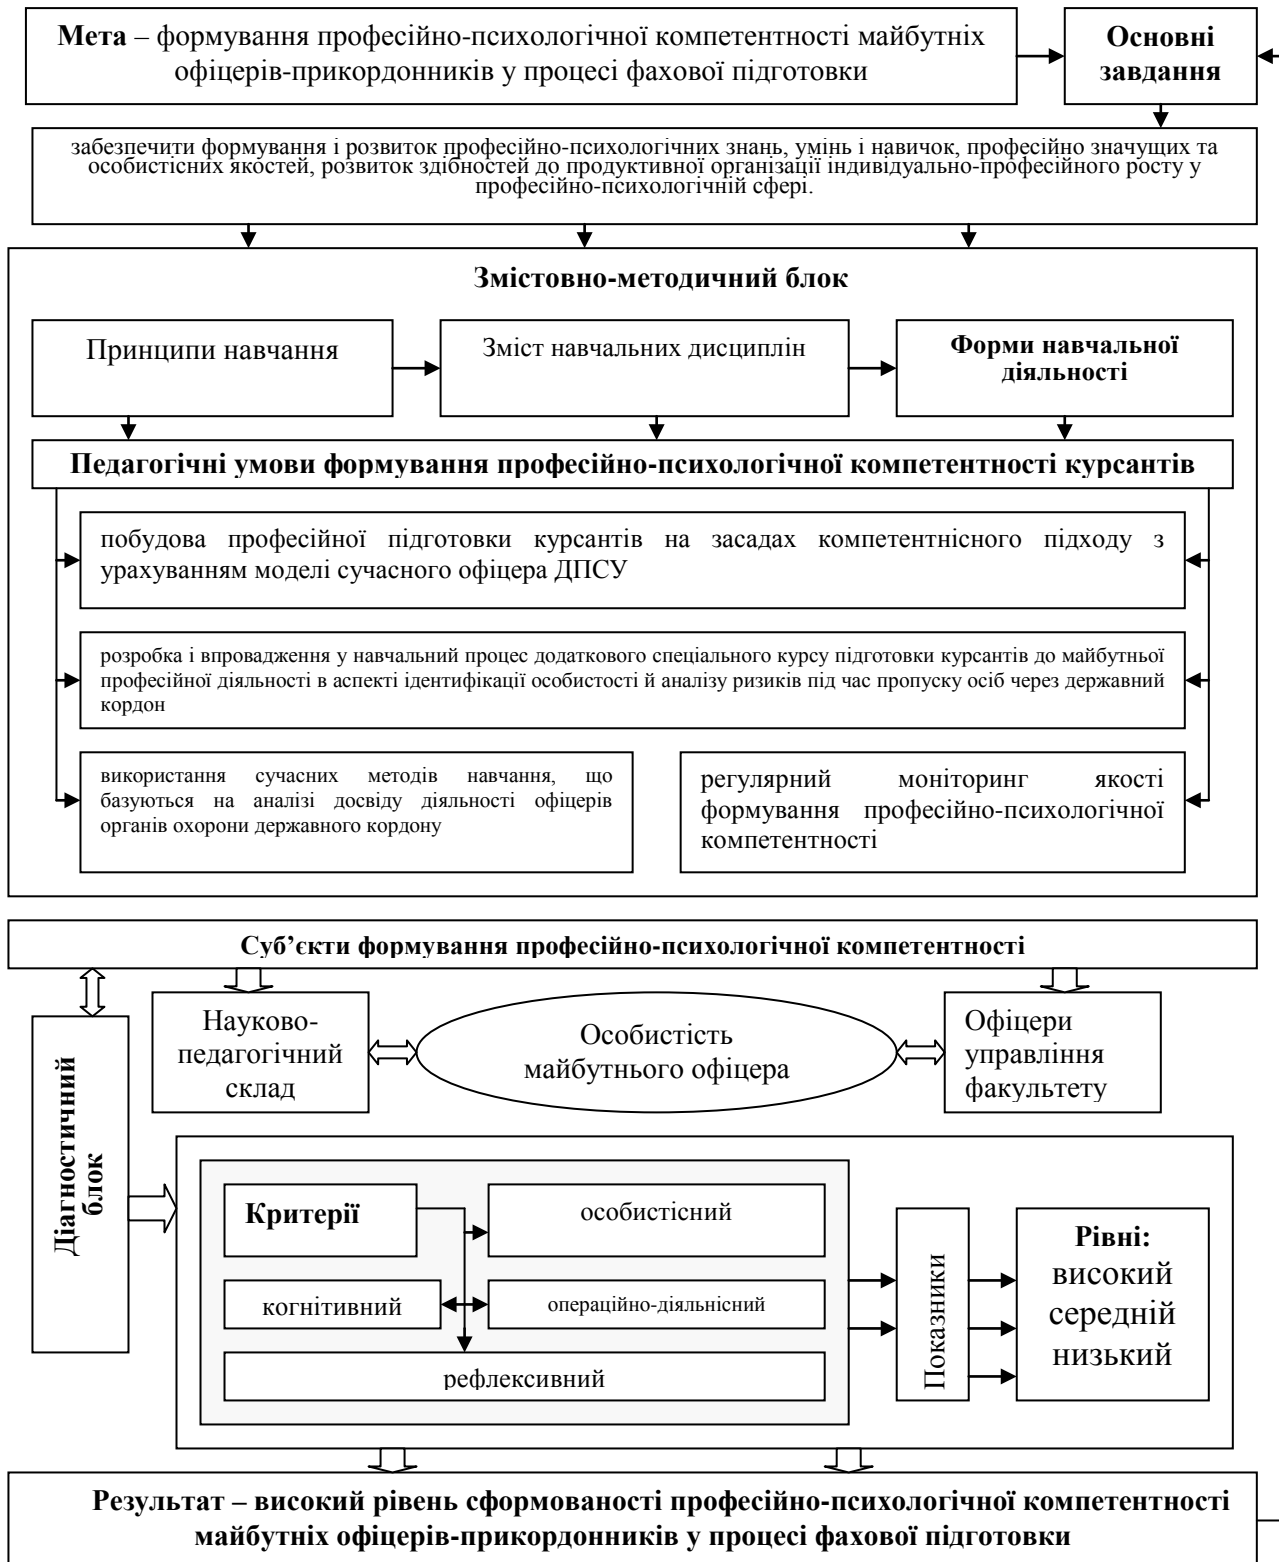 Мета – формування професійно-психологічної компетентності майбутніх
офіцерів-прикордонників у процесі фахової підготовки
Основні
завдання
забезпечити формування і розвиток професійно-психологічних знань, умінь і навичок, професійно значущих та
особистісних якостей, розвиток здібностей до продуктивної організації індивідуально-професійного росту у
професійно-психологічній сфері.
Змістовно-методичний блок
Принципи навчання
Зміст навчальних дисциплін
Форми навчальної
діяльності
Педагогічні умови формування професійно-психологічної компетентності курсантів
побудова професійної підготовки курсантів на засадах компетентнісного підходу з
урахуванням моделі сучасного офіцера ДПСУ
розробка і впровадження у навчальний процес додаткового спеціального курсу підготовки курсантів до майбутньої
професійної діяльності в аспекті ідентифікації особистості й аналізу ризиків під час пропуску осіб через державний
кордон
використання сучасних методів навчання, що
базуються на аналізі досвіду діяльності офіцерів
органів охорони державного кордону
регулярний моніторинг якості
формування професійно-психологічної
компетентності
Суб’єкти формування професійно-психологічної компетентності
Науково-
педагогічний
склад
Особистість
майбутнього офіцера
Офіцери
управління
факультету
Діагностичний
блок
Критерії
особистісний
когнітивний
операційно-діяльнісний
рефлексивний
Показники
Рівні:
високий
середній
низький
Результат – високий рівень сформованості професійно-психологічної компетентності
майбутніх офіцерів-прикордонників у процесі фахової підготовки